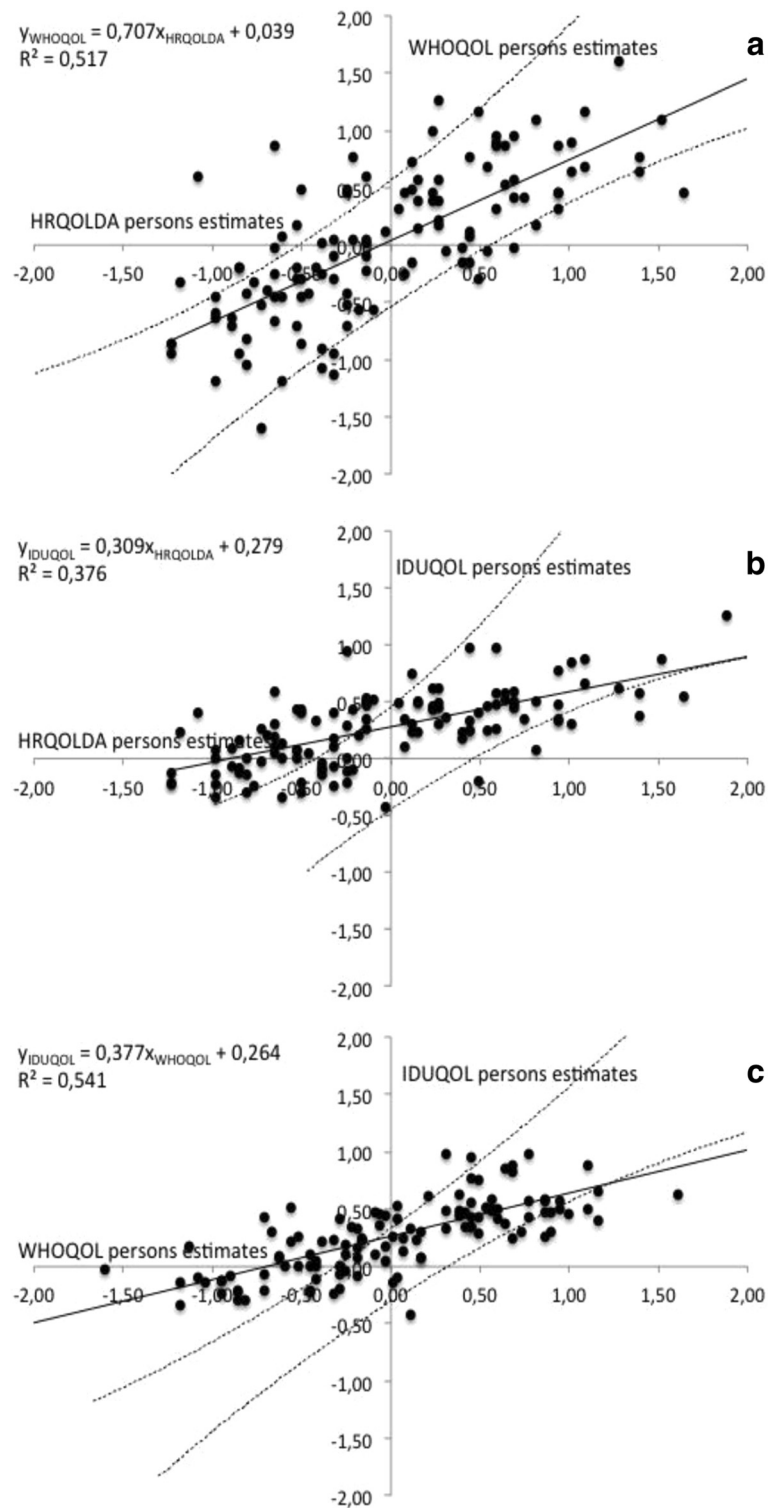 y_WHOQOL = 0,707x_HRQOLDA + 0,039
R² = 0,517
a
WHOQOL persons estimates
HRQOLDA persons estimates
2,00
1,50
1,00
0,50
0,00
-0,50
-1,00
-1,50
-2,00
-2,00 -1,50 -1,00 -0,50 0,00 0,50 1,00 1,50 2,00
y_IDUQOL = 0,309x_HRQOLDA + 0,279
R² = 0,376
b
IDUQOL persons estimates
HRQOLDA persons estimates
2,00
1,50
1,00
0,50
0,00
-0,50
-1,00
-1,50
-2,00
-2,00 -1,50 -1,00 -0,50 0,00 0,50 1,00 1,50 2,00
y_IDUQOL = 0,377x_WHOQOL + 0,264
R² = 0,541
c
IDUQOL persons estimates
WHOQOL persons estimates
2,00
1,50
1,00
0,50
0,00
-0,50
-1,00
-1,50
-2,00
-2,00 -1,50 -1,00 -0,50 0,00 0,50 1,00 1,50 2,00